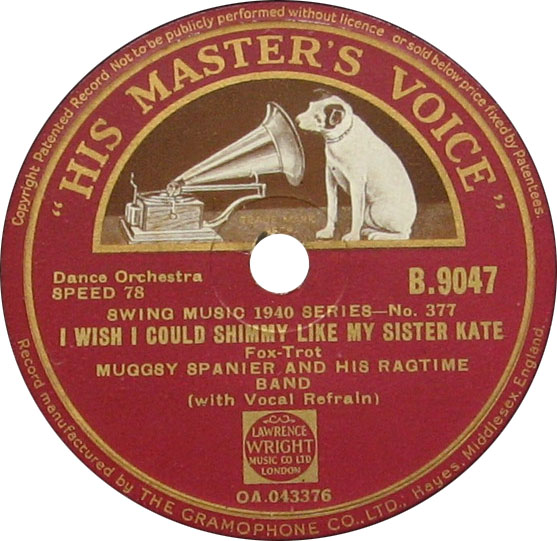 Copyright Patented Record Not to be publicly performed without licence or sold below price fixed by Patentees.
"HIS MASTER'S VOICE"
TRADE MARK
Dance Orchestra
SPEED 78
B.9047
SWING MUSIC 1940 SERIES—No. 377
I WISH I COULD SHIMMY LIKE MY SISTER KATE
Fox-Trot
MUGGSY SPANIER AND HIS RAGTIME
BAND
(with Vocal Refrain)
LAWRENCE
WRIGHT
MUSIC CO LTD
LONDON
OA.043376
Record manufactured by THE GRAMOPHONE CO., LTD., Hayes, Middlesex, England.